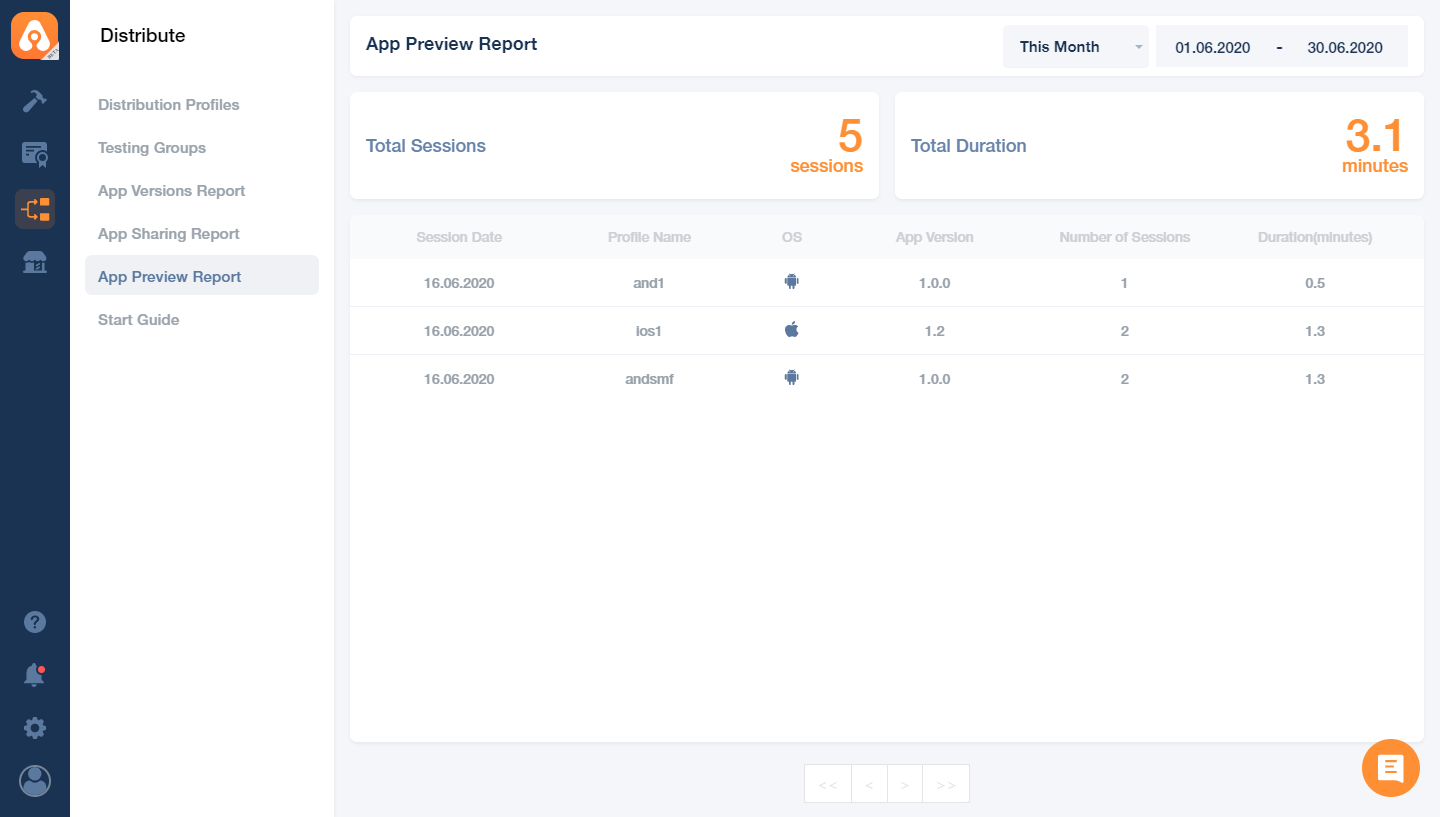 BETA
Distribute
Distribution Profiles
Testing Groups
App Versions Report
App Sharing Report
App Preview Report
Start Guide
App Preview Report
This Month
01.06.2020 - 30.06.2020
Total Sessions
5
sessions
Total Duration
3.1
minutes
Session Date Profile Name OS App Version Number of Sessions Duration(minutes)
16.06.2020 and1 1.0.0 1 0.5
16.06.2020 ios1 1.2 2 1.3
16.06.2020 andsmf 1.0.0 2 1.3
<< < > >>
?